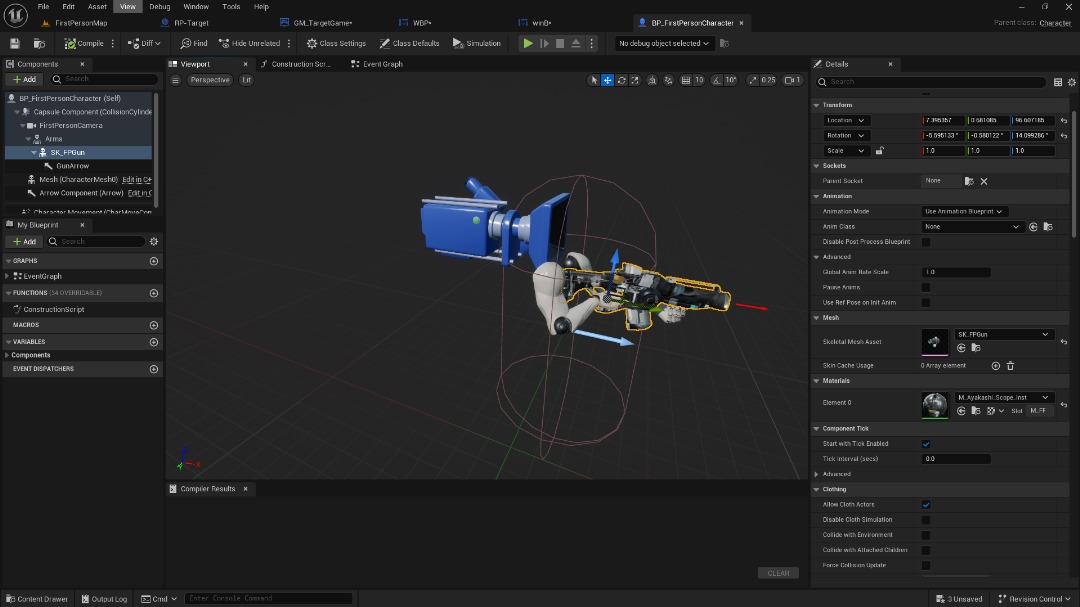 File Edit Asset View Debug Window Tools Help
FirstPersonMap RP-Target GM_TargetGame* WBP* winB* BP_FirstPersonCharacter
Parent class: Character
Compile Diff Find Hide Unrelated Class Settings Class Defaults Simulation No debug object selected
Components
Add Search
BP_FirstPersonCharacter (Self)
Capsule Component (CollisionCylinde
FirstPersonCamera
Arms
SK_FPGun
GunArrow
Mesh (CharacterMesh0) Edit in C+
Arrow Component (Arrow) Edit in C
Character Movement (CharMoveCom
My Blueprint
Add Search
GRAPHS
EventGraph
FUNCTIONS (34 OVERRIDABLE)
ConstructionScript
MACROS
VARIABLES
Components
EVENT DISPATCHERS
Viewport Construction Scr... Event Graph
Perspective Lit 10 10° 0.25 1
X
Compiler Results
CLEAR
Details
Search
Transform
Location 7.395357 0.681085 96.607185
Rotation -5.595133 ° -0.580122 ° 14.099286 °
Scale 1.0 1.0 1.0
Sockets
Parent Socket None
Animation
Animation Mode Use Animation Blueprint
Anim Class None
Disable Post Process Blueprint
Advanced
Global Anim Rate Scale 1.0
Pause Anims
Use Ref Pose on Init Anim
Mesh
Skeletal Mesh Asset SK_FPGun
Skin Cache Usage 0 Array element
Materials
Element 0 M_Ayakashi_Scope_Inst
Slot M_FF
Component Tick
Start with Tick Enabled
Tick Interval (secs) 0.0
Advanced
Clothing
Allow Cloth Actors
Disable Cloth Simulation
Collide with Environment
Collide with Attached Children
Force Collision Update
Content Drawer Output Log Cmd Enter Console Command 3 Unsaved Revision Control